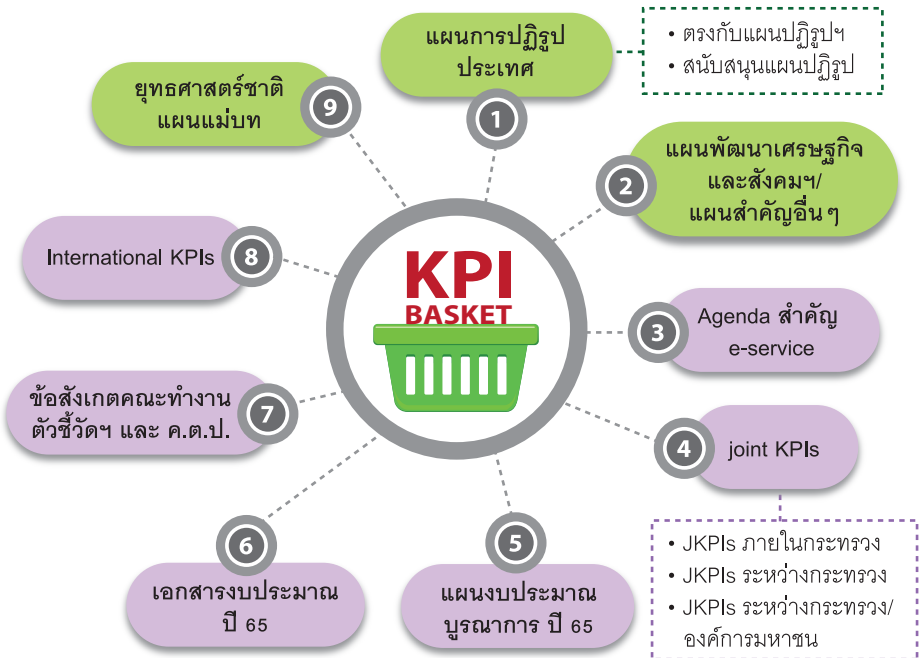 KPI
BASKET
1
แผนการปฏิรูป
ประเทศ
• ตรงกับแผนปฏิรูปฯ
• สนับสนุนแผนปฏิรูป
2
แผนพัฒนาเศรษฐกิจ
และสังคมฯ/
แผนสำคัญอื่น ๆ
3
Agenda สำคัญ
e-service
4
joint KPIs
• JKPIs ภายในกระทรวง
• JKPIs ระหว่างกระทรวง
• JKPIs ระหว่างกระทรวง/
องค์การมหาชน
5
แผนงบประมาณ
บูรณาการ ปี 65
6
เอกสารงบประมาณ
ปี 65
7
ข้อสังเกตคณะทำงาน
ตัวชี้วัดฯ และ ค.ต.ป.
8
International KPIs
9
ยุทธศาสตร์ชาติ
แผนแม่บท